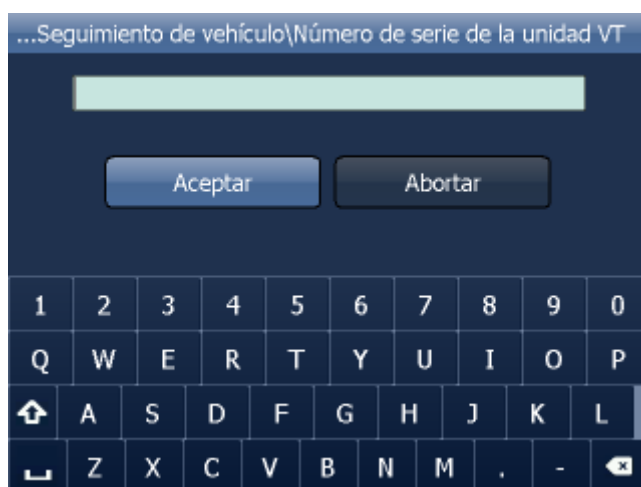 ...Seguimiento de vehículo\Número de serie de la unidad VT
Aceptar Abortar
1 2 3 4 5 6 7 8 9 0
Q W E R T Y U I O P
A S D F G H J K L
Z X C V B N M . -